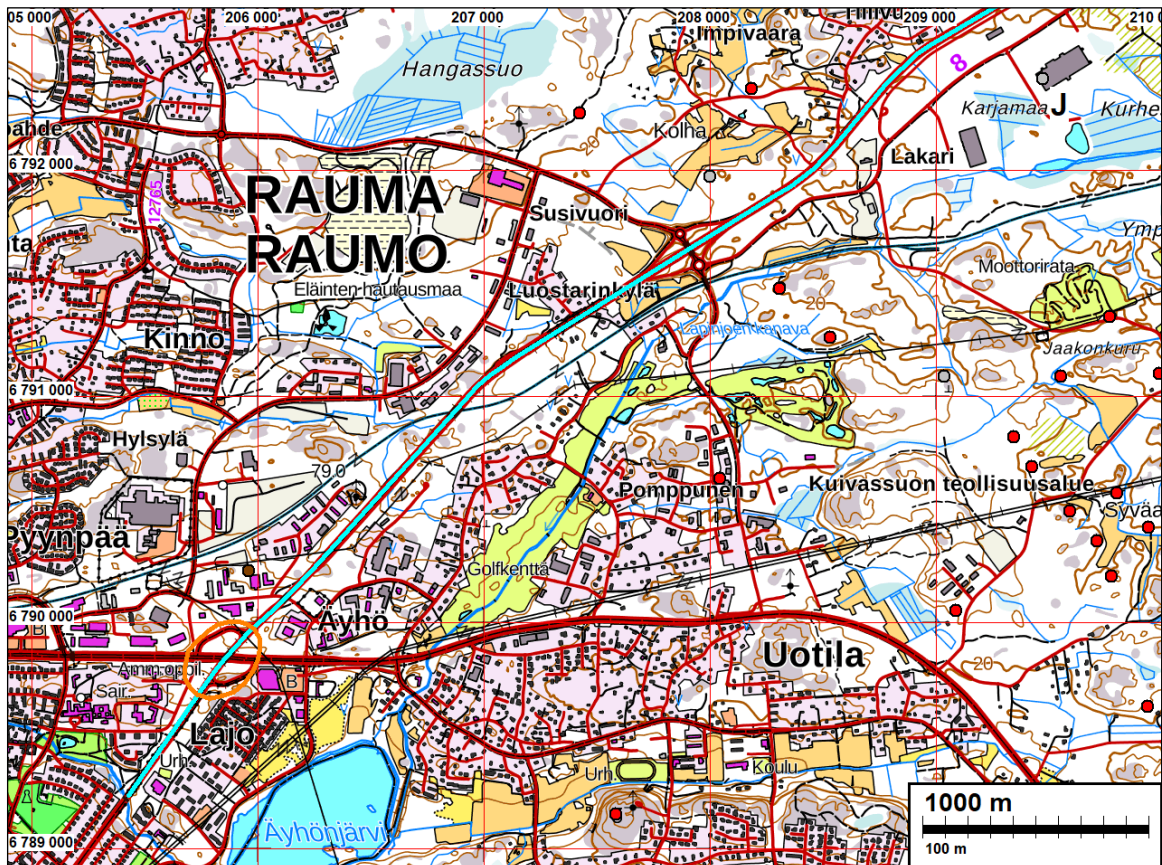 05 000
206 000
207 000
208 000
209 000
210 0
Impivaara
8
Hangassuo
Karjamaa
J
Kurhe
Kolha
Lakari
6 792 000
12765
RAUMA
RAUMO
Susivuori
Ymp
Moottorirata
Eläinten hautausmaa
Luostarinkylä
20
20
Lapinjoenkanava
Kinno
Jaakonkuru
6 791 000
Hylsylä
79 0
Pomppunen
Kuivassuon teollisuusalue
Syvää
Pyynpää
Golfkenttä
6 790 000
Äyhö
B
Uotila
20
Amm.oppil.
B
Sair.
Lajo
Urh.
Urh.
Koulu
1000 m
Äyhönjärvi
6 789 000
100 m